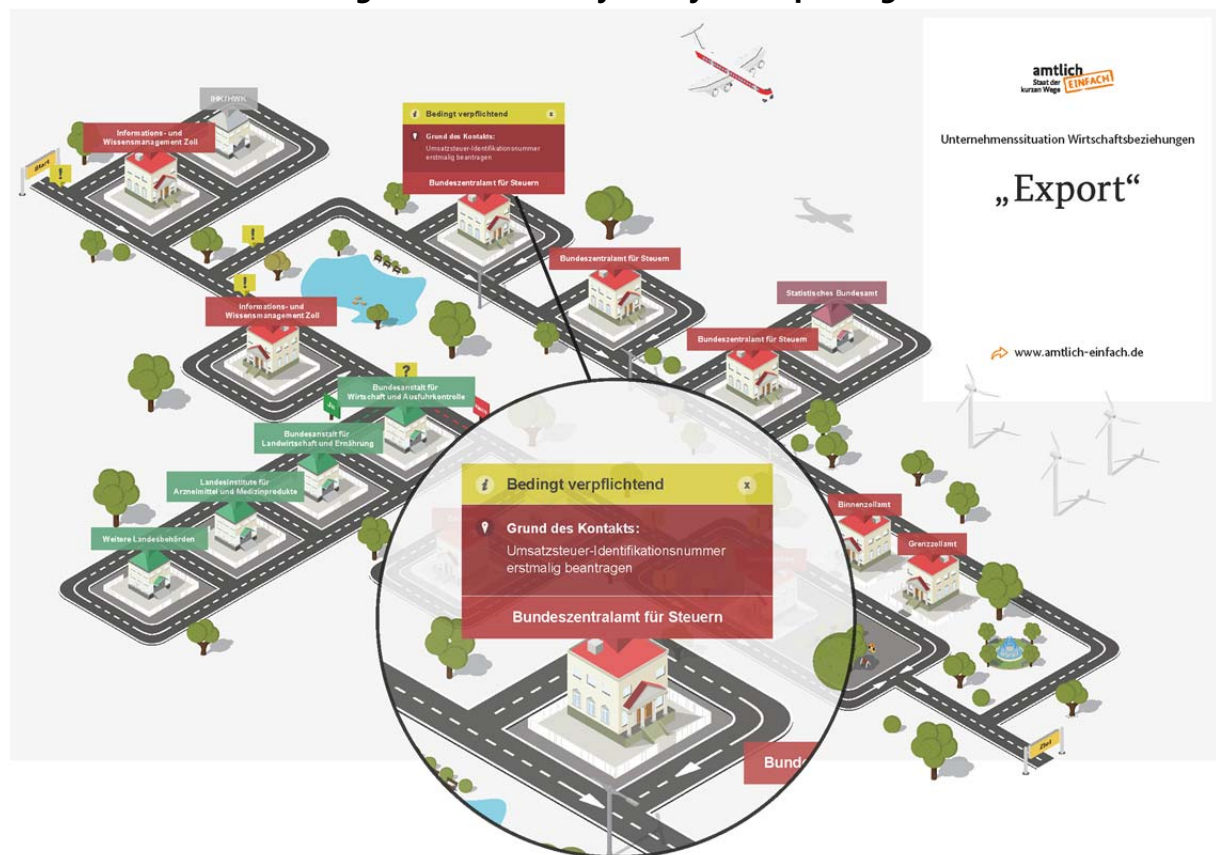 amtlich
Staat der
kurzen Wege
EINFACH
Unternehmenssituation Wirtschaftsbeziehungen
„Export“
www.amtlich-einfach.de
Start
!
IHK / HWK
Informations- und
Wissensmanagement Zoll
i Bedingt verpflichtend x
Grund des Kontakts:
Umsatzsteuer-Identifikationsnummer
erstmalig beantragen
Bundeszentralamt für Steuern
!
!
Bundeszentralamt für Steuern
Statistisches Bundesamt
Informations- und
Wissensmanagement Zoll
Bundeszentralamt für Steuern
?
Ja
Nein
Bundesanstalt für
Wirtschaft und Ausfuhrkontrolle
Bundesanstalt für
Landwirtschaft und Ernährung
Landesinstitute für
Arzneimittel und Medizinprodukte
Weitere Landesbehörden
Binnenzollamt
Grenzzollamt
Ziel
i Bedingt verpflichtend x
Grund des Kontakts:
Umsatzsteuer-Identifikationsnummer
erstmalig beantragen
Bundeszentralamt für Steuern
Bunde